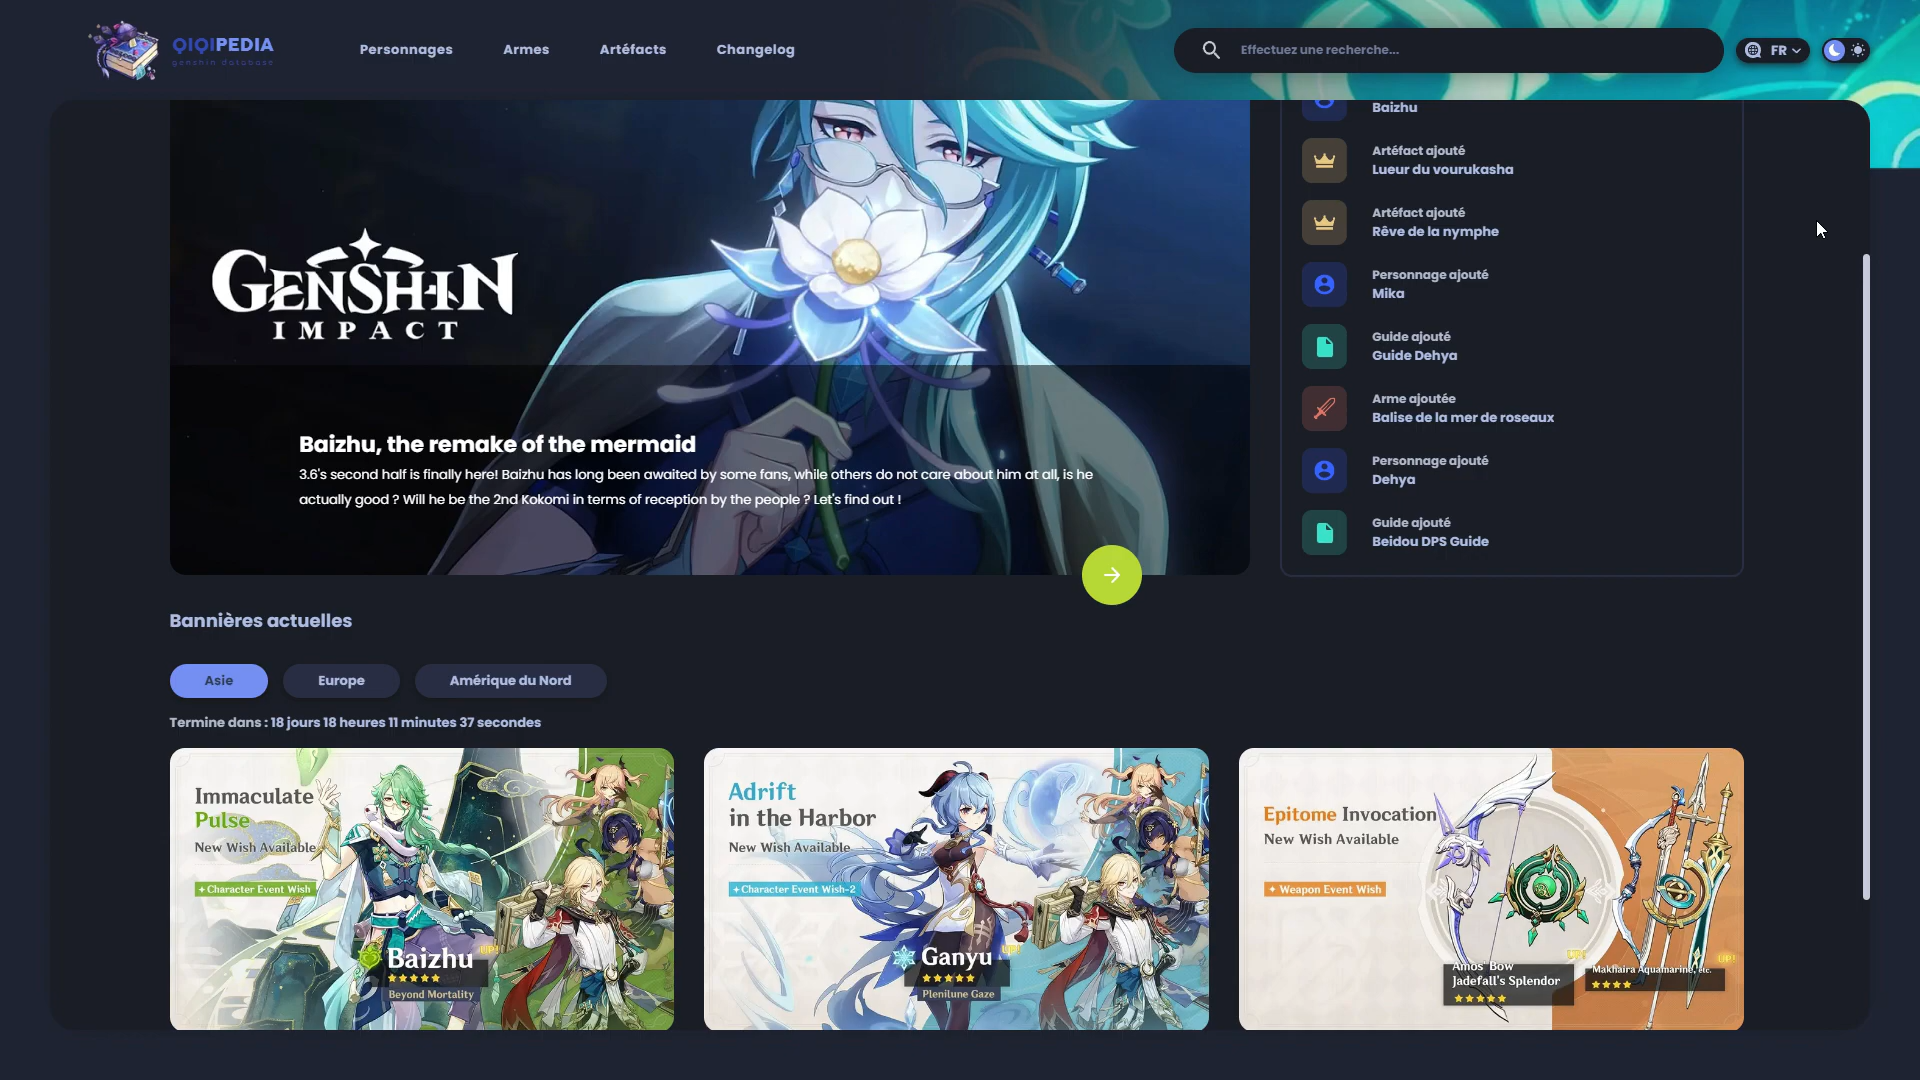 QIQIPEDIA
genshin database
Personnages
Armes
Artéfacts
Changelog
Effectuez une recherche...
FR
GENSHIN
IMPACT
Baizhu, the remake of the mermaid
3.6's second half is finally here! Baizhu has long been awaited by some fans, while others do not care about him at all, is he
actually good ? Will he be the 2nd Kokomi in terms of reception by the people ? Let's find out !
Baizhu
Artéfact ajouté
Lueur du vourukasha
Artéfact ajouté
Rêve de la nymphe
Personnage ajouté
Mika
Guide ajouté
Guide Dehya
Arme ajoutée
Balise de la mer de roseaux
Personnage ajouté
Dehya
Guide ajouté
Beidou DPS Guide
Bannières actuelles
Asie
Europe
Amérique du Nord
Termine dans : 18 jours 18 heures 11 minutes 37 secondes
Immaculate
Pulse
New Wish Available
Character Event Wish
UP!
Baizhu
Beyond Mortality
Adrift
in the Harbor
New Wish Available
Character Event Wish-2
UP!
Ganyu
Plenilune Gaze
Epitome Invocation
New Wish Available
Weapon Event Wish
UP!
Amos' Bow
Jadefall's Splendor
UP!
Makhaira Aquamarine, etc.